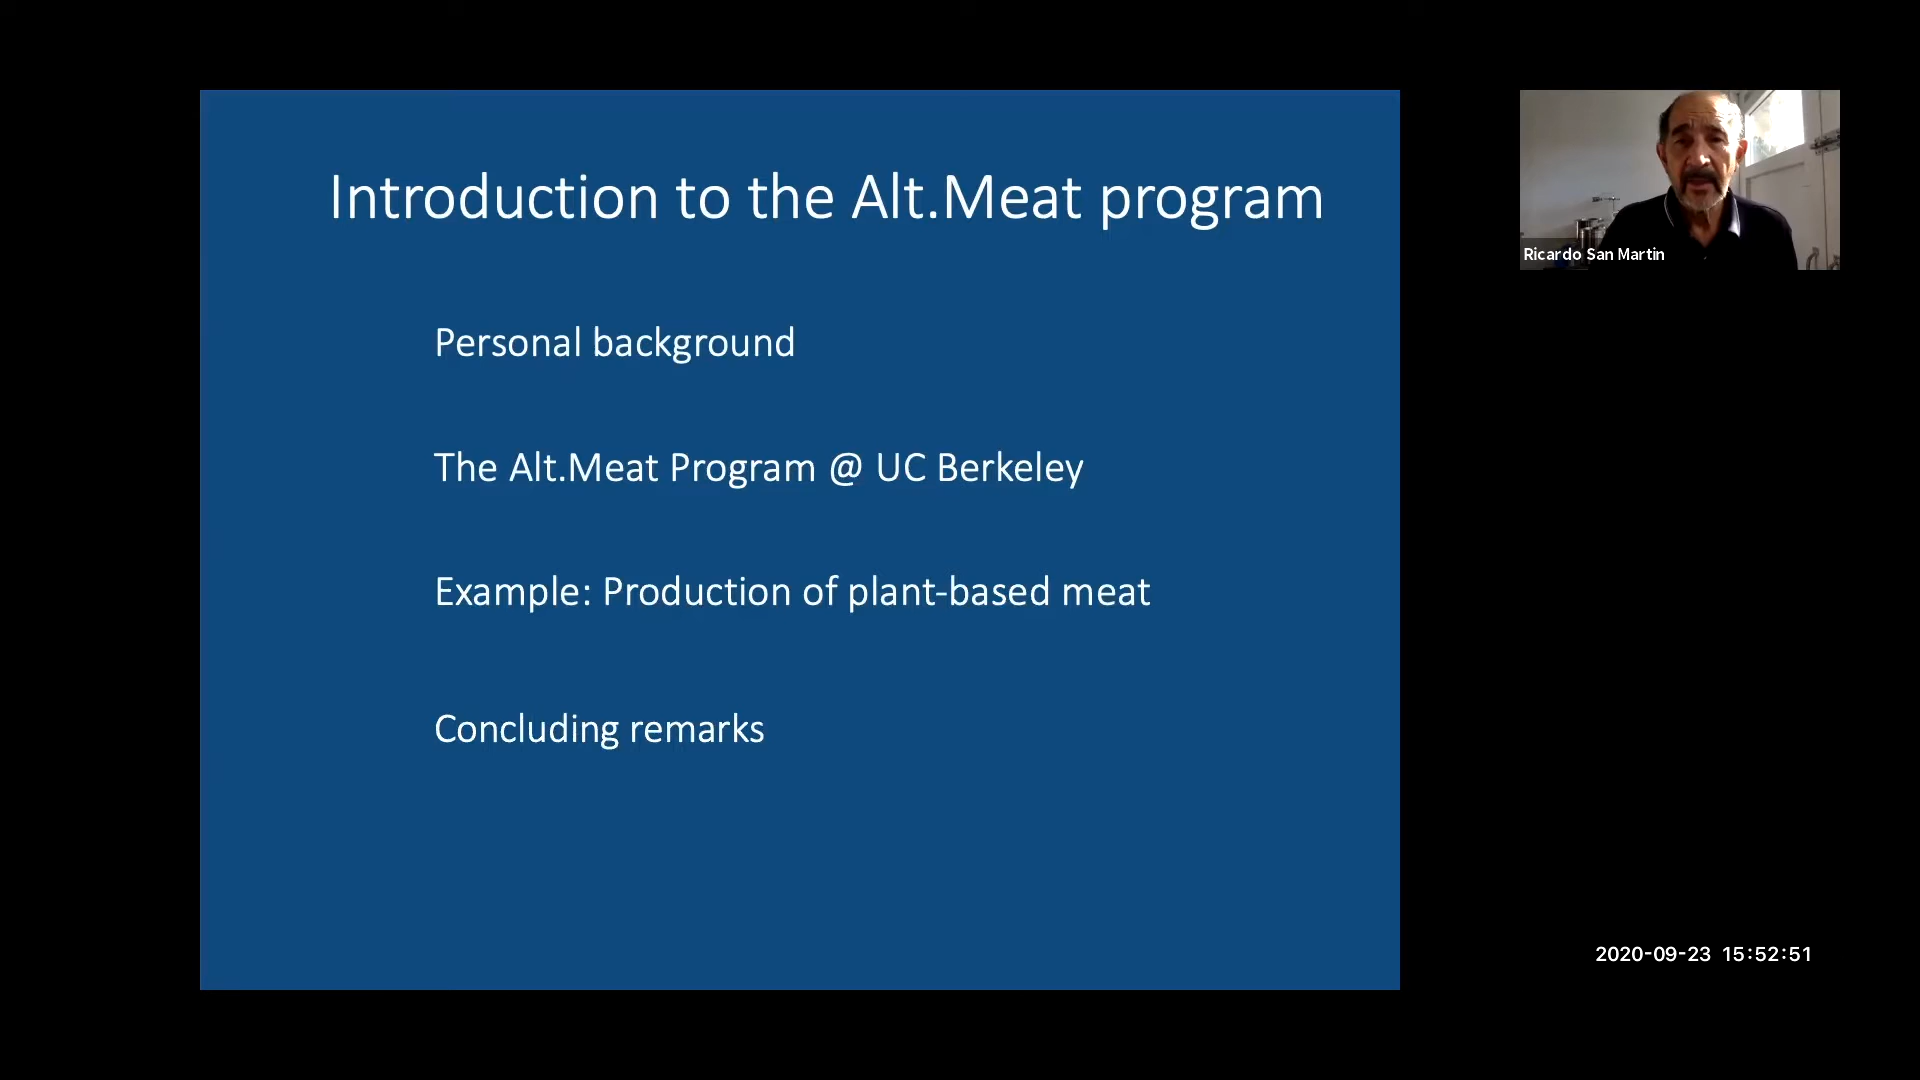 Introduction to the Alt.Meat program
Personal background
The Alt.Meat Program @ UC Berkeley
Example: Production of plant-based meat
Concluding remarks
Ricardo San Martin
2020-09-23 15:52:51